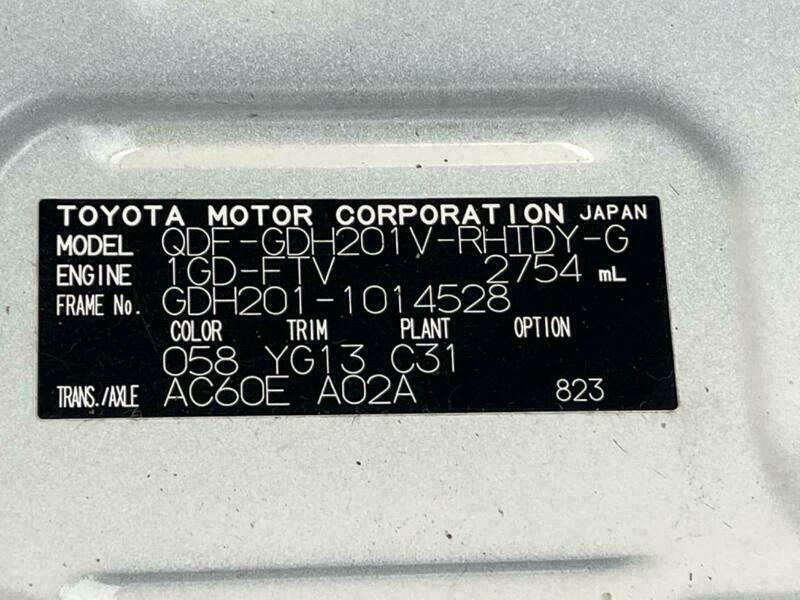 TOYOTA MOTOR CORPORATION JAPAN
MODEL QDF-GDH201V-RHTDY-G
ENGINE 1GD-FTV 2754 mL
FRAME No. GDH201-1014528
COLOR TRIM PLANT OPTION
058 YG13 C31
TRANS./AXLE AC60E A02A 823